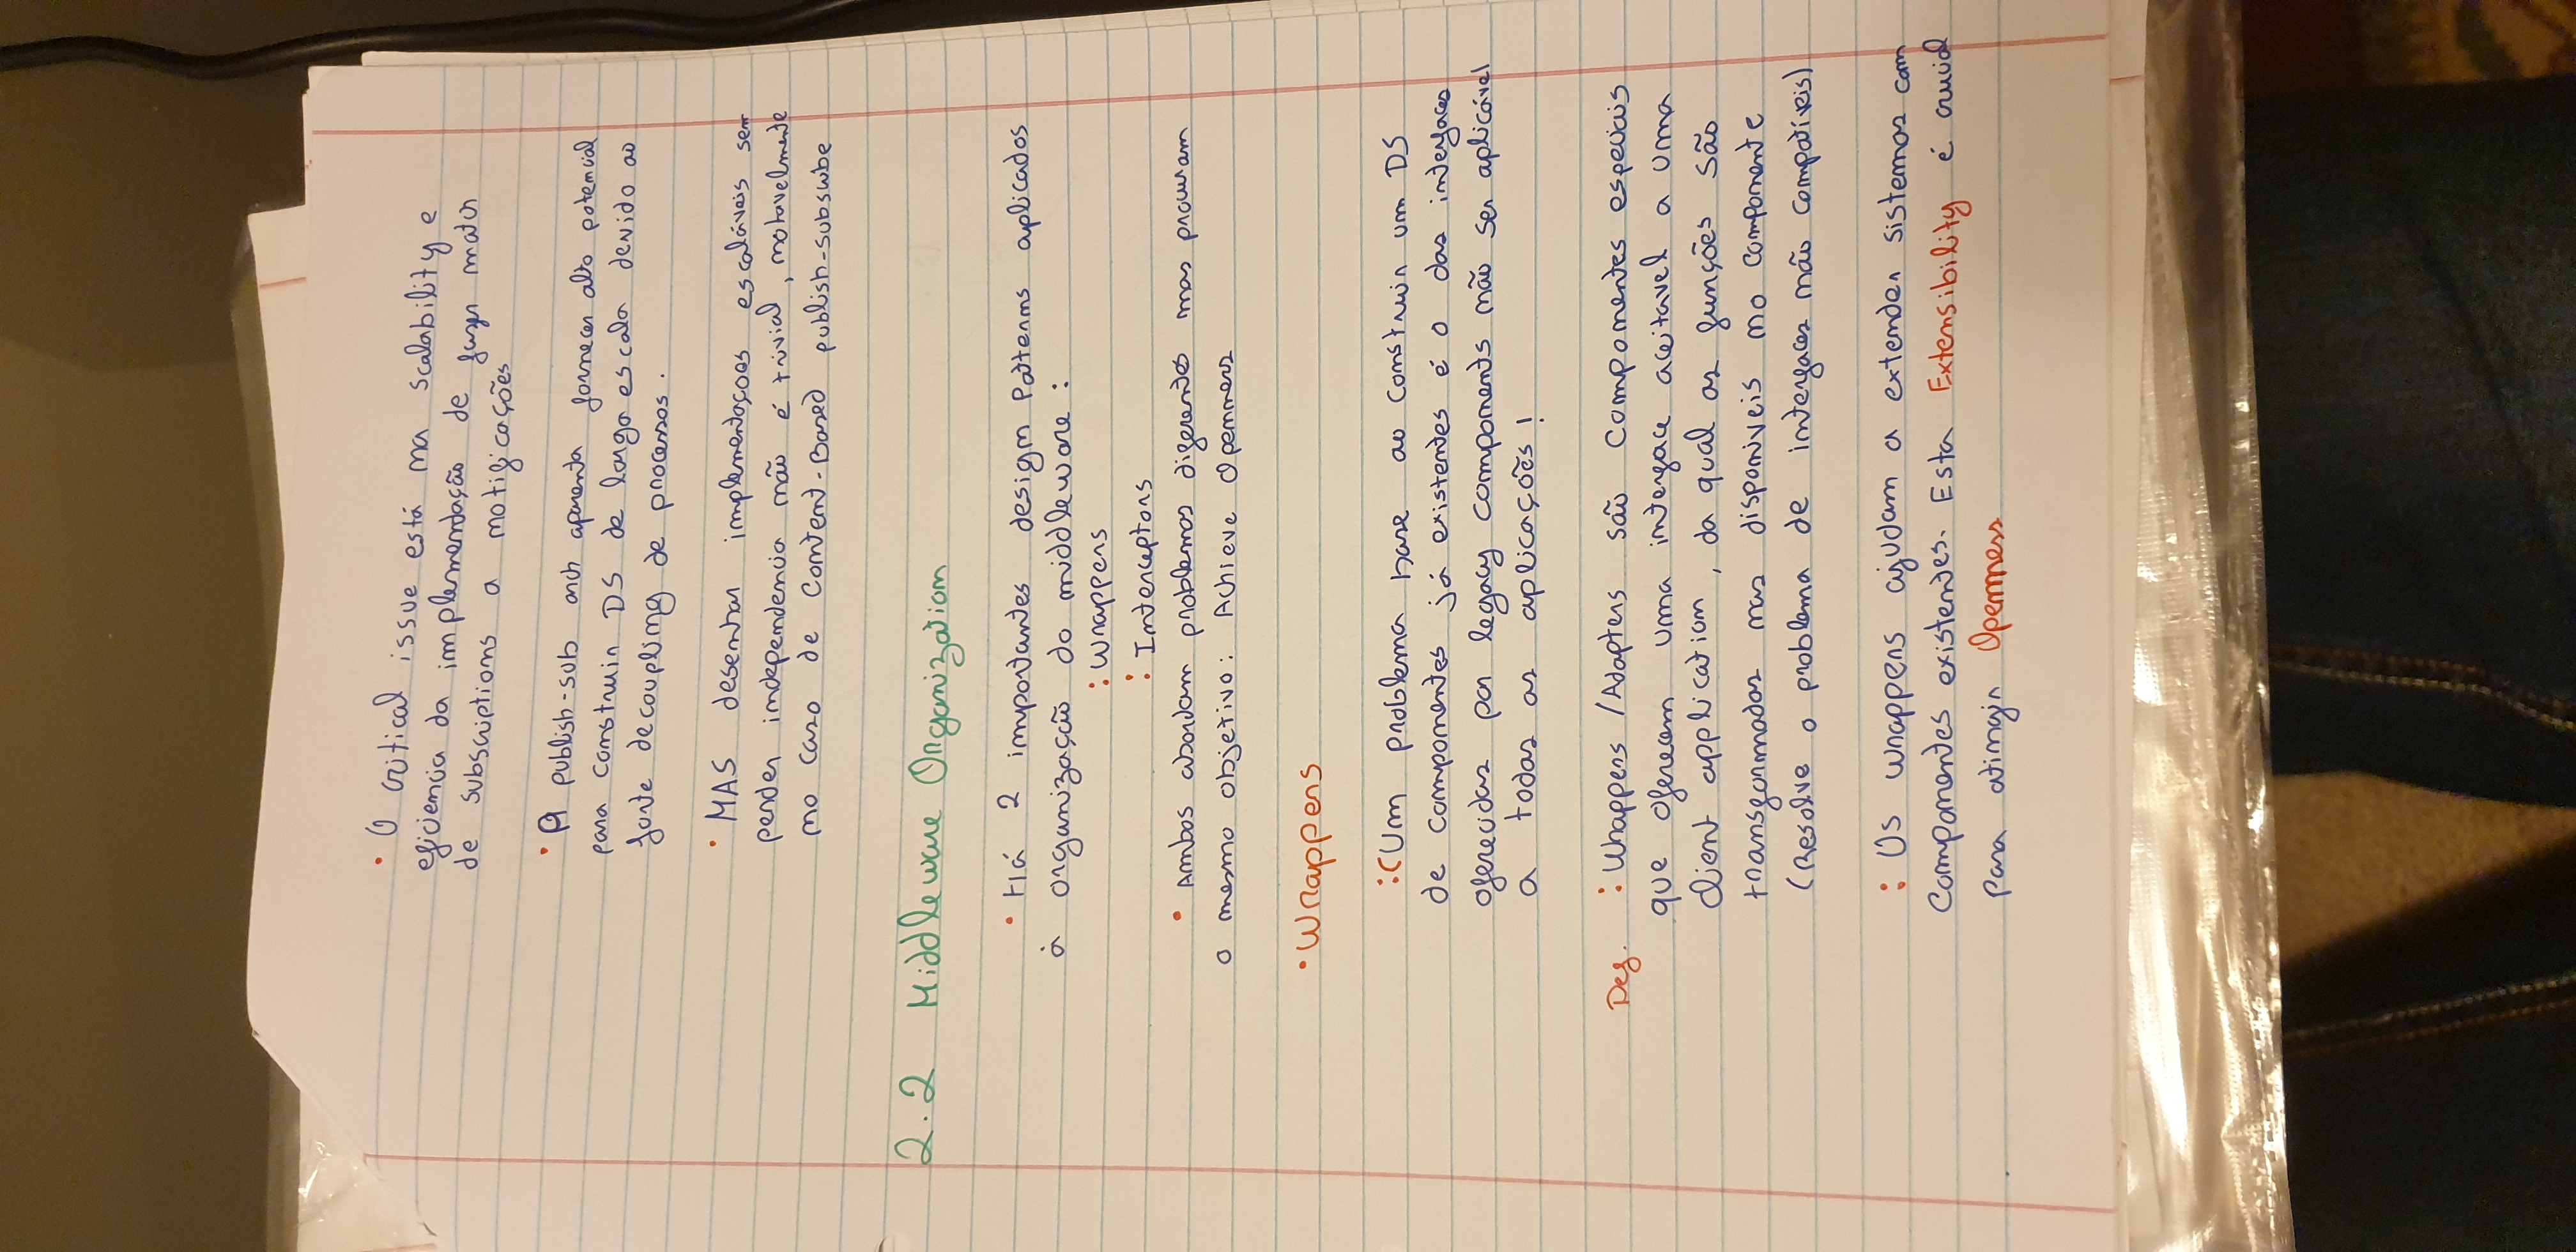 • O critical issue está na scalability e
eficiencia da implementação de fazer match
de subscriptions a notificações
• A publish-sub arch aparenta fornecer alto potencial
para construir DS de larga escala devido ao
forte decoupling de processos.
• MAS desenhar implementaçoes escaláveis sem
perder independencia não é trivial, notavelmente
no caso de Content-Based publish-subscribe
2.2 Middleware Organization
• Há 2 importantes design Patterns aplicados
à organização do middleware:
: Wrappers
: Interceptors
• Ambos abordam problemas diferentes mas procuram
o mesmo objetivo: Achieve Openness
• Wrappers
:(Um problema base ao construir um DS
de componentes já existentes é o das interfaces
oferecidas por legacy components não ser aplicável
a todas as aplicações!
Def. : Wrappers /Adapters são componentes especiais
que oferecem uma interface aceitavel a uma
client application, da qual as funções são
transformadas nas disponiveis no componente
(Resolve o problema de interfaces não compatíveis)
: Os wrappers ajudam a extender sistemas com
componentes existentes. Esta Extensibility é crucial
para atingir Openness